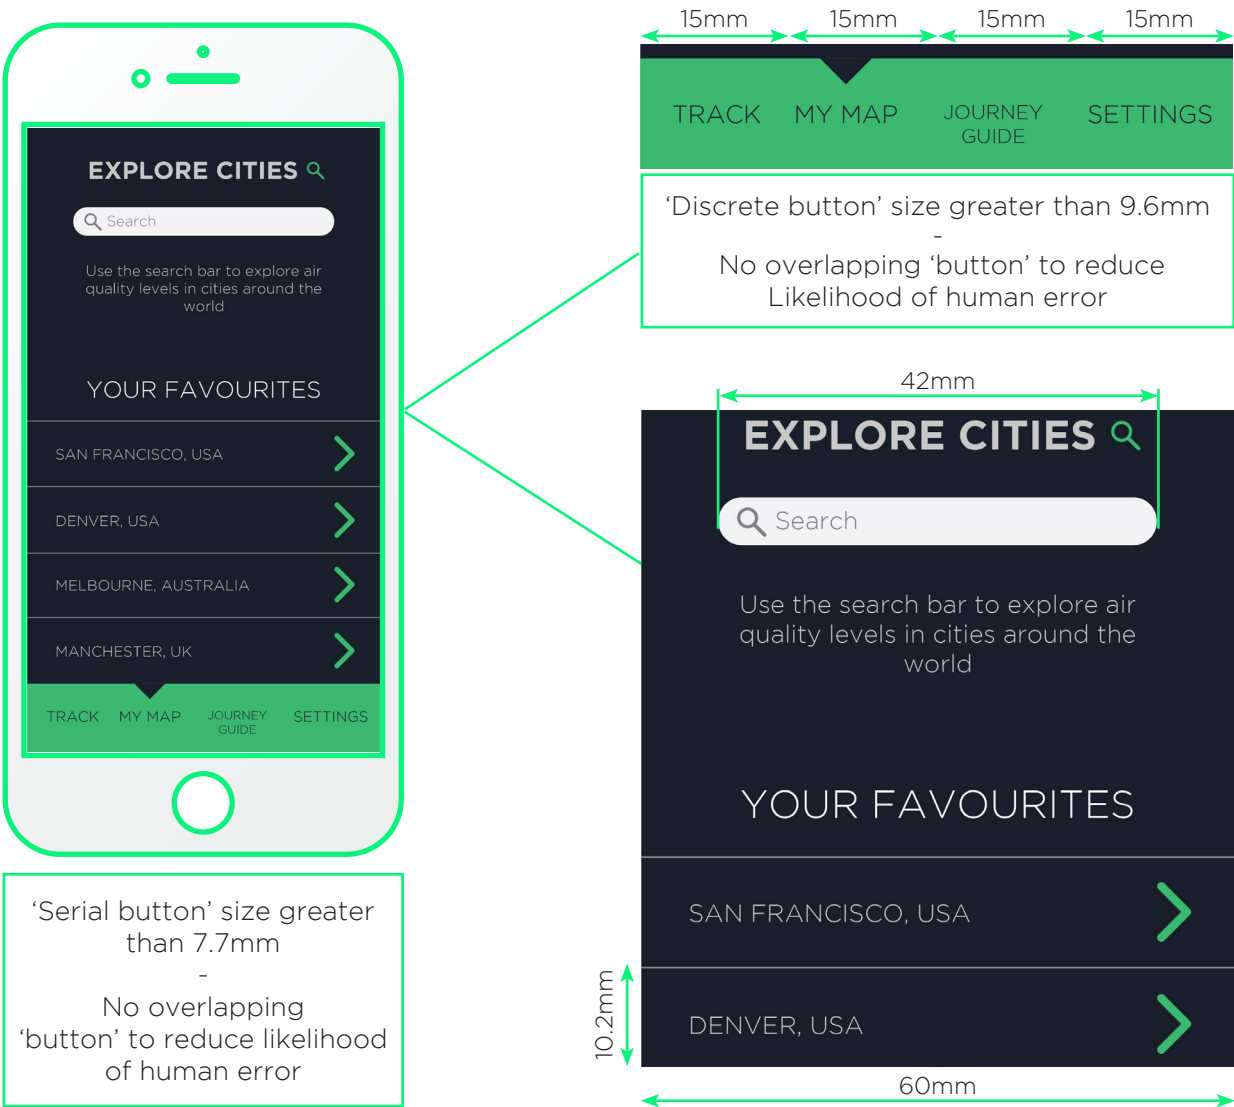 EXPLORE CITIES
Search
Use the search bar to explore air
quality levels in cities around the
world
YOUR FAVOURITES
SAN FRANCISCO, USA
DENVER, USA
MELBOURNE, AUSTRALIA
MANCHESTER, UK
TRACK MY MAP JOURNEY GUIDE SETTINGS
‘Serial button’ size greater
than 7.7mm
-
No overlapping
‘button’ to reduce likelihood
of human error
15mm 15mm 15mm 15mm
TRACK MY MAP JOURNEY GUIDE SETTINGS
‘Discrete button’ size greater than 9.6mm
-
No overlapping ‘button’ to reduce
Likelihood of human error
42mm
EXPLORE CITIES
Search
Use the search bar to explore air
quality levels in cities around the
world
YOUR FAVOURITES
SAN FRANCISCO, USA
10.2mm
DENVER, USA
60mm